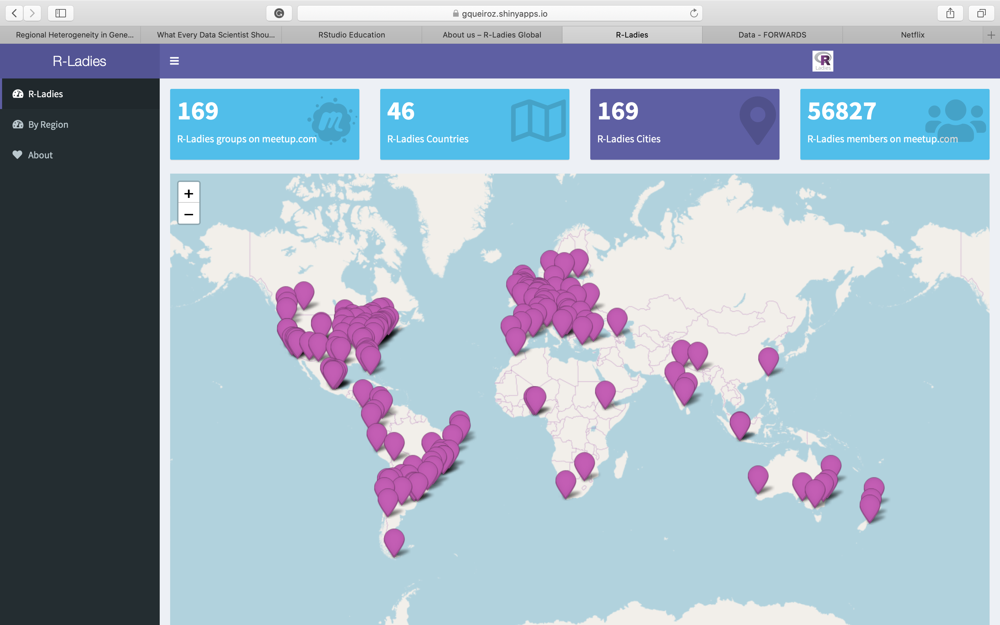 gqueiroz.shinyapps.io
Regional Heterogeneity in Gene...
What Every Data Scientist Shou...
RStudio Education
About us – R-Ladies Global
R-Ladies
Data - FORWARDS
Netflix
R-Ladies
R
Ladies
R-Ladies
By Region
About
169
R-Ladies groups on meetup.com
46
R-Ladies Countries
169
R-Ladies Cities
56827
R-Ladies members on meetup.com
+
−